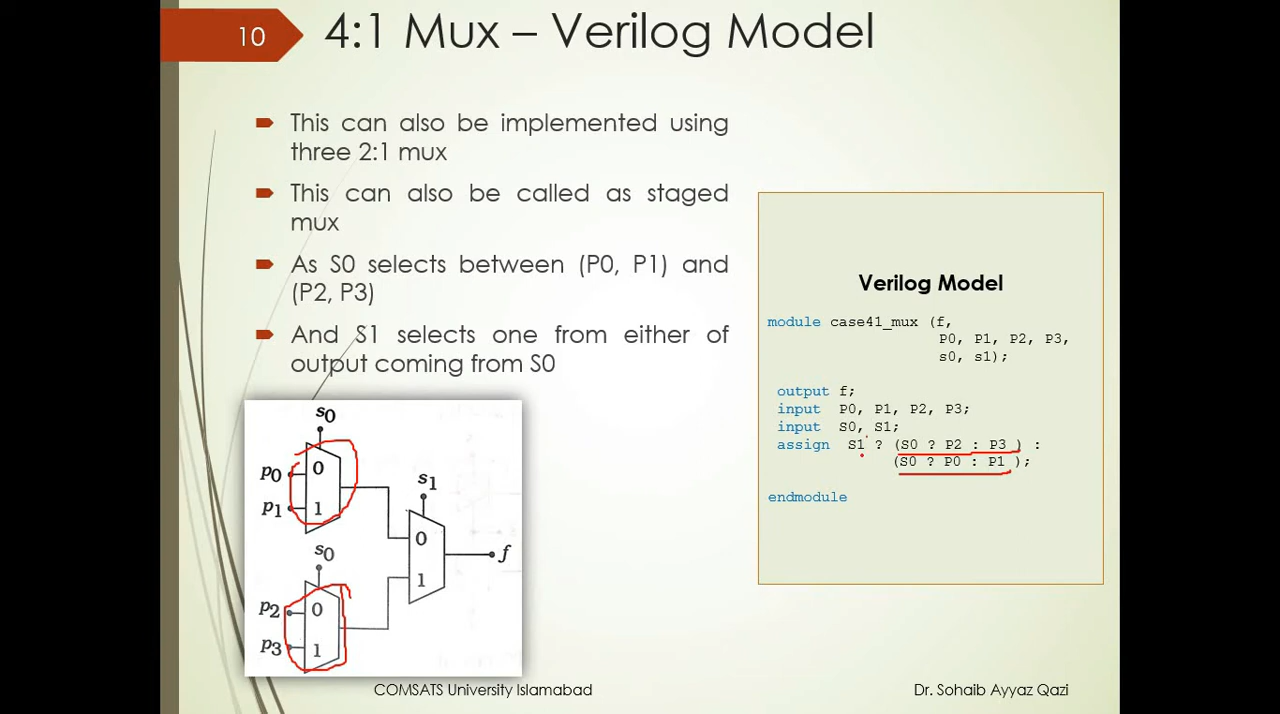 10
4:1 Mux – Verilog Model
This can also be implemented using
three 2:1 mux
This can also be called as staged
mux
As S0 selects between (P0, P1) and
(P2, P3)
And S1 selects one from either of
output coming from S0
s0
p0 0
p1 1
s1
0
f
1
s0
p2 0
p3 1
Verilog Model
module case41_mux (f,
P0, P1, P2, P3,
s0, s1);
output f;
input P0, P1, P2, P3;
input S0, S1;
assign S1 ? (S0 ? P2 : P3 ) :
(S0 ? P0 : P1 );
endmodule
COMSATS University Islamabad
Dr. Sohaib Ayyaz Qazi